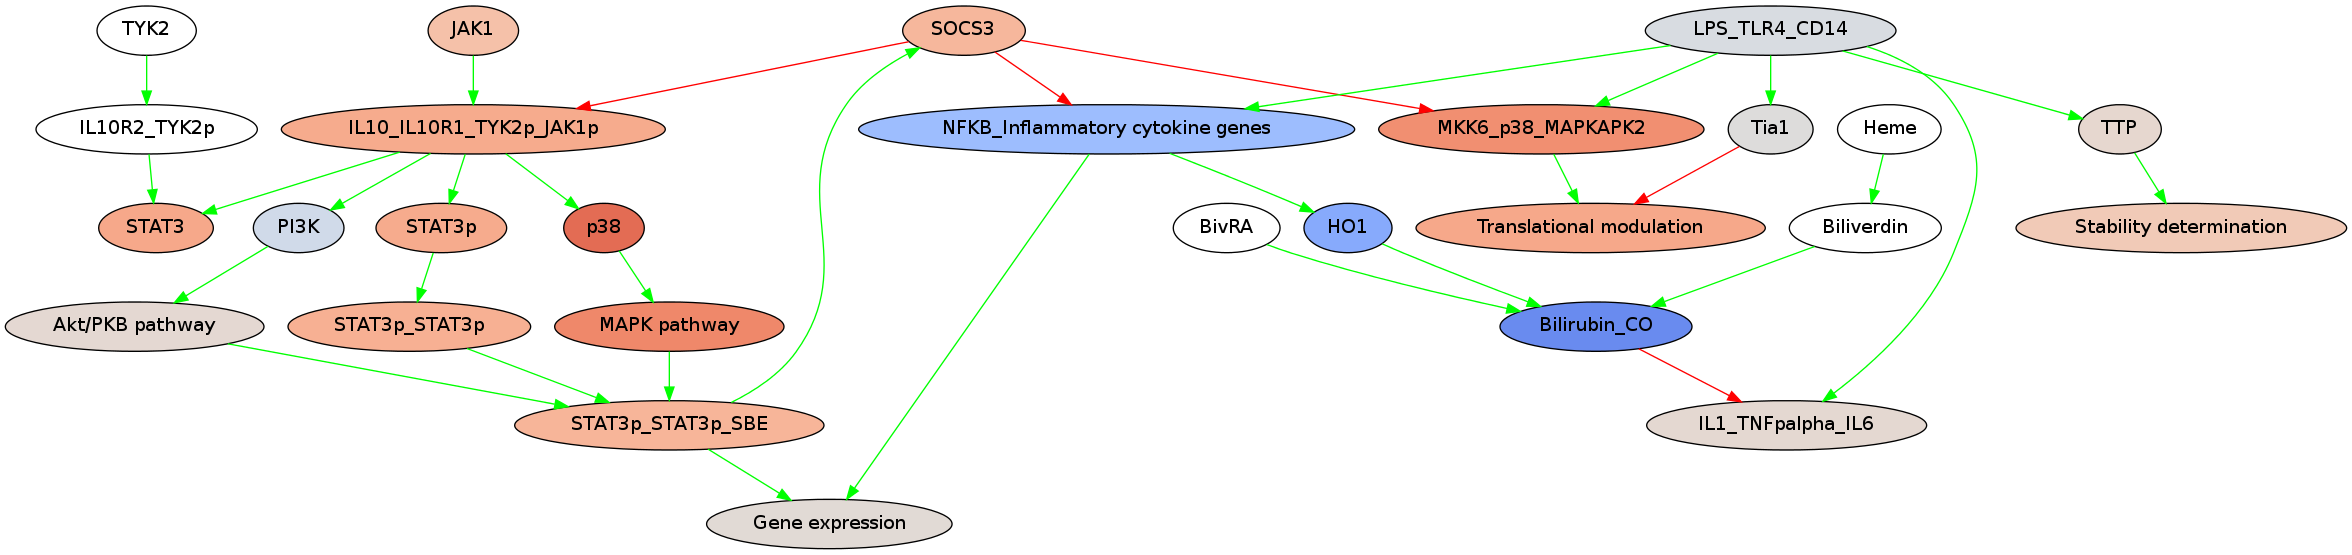 TYK2
JAK1
SOCS3
LPS_TLR4_CD14
IL10R2_TYK2p
IL10_IL10R1_TYK2p_JAK1p
NFKB_Inflammatory cytokine genes
MKK6_p38_MAPKAPK2
Tia1
Heme
TTP
STAT3
PI3K
STAT3p
p38
BivRA
HO1
Translational modulation
Biliverdin
Stability determination
Akt/PKB pathway
STAT3p_STAT3p
MAPK pathway
Bilirubin_CO
STAT3p_STAT3p_SBE
IL1_TNFpalpha_IL6
Gene expression